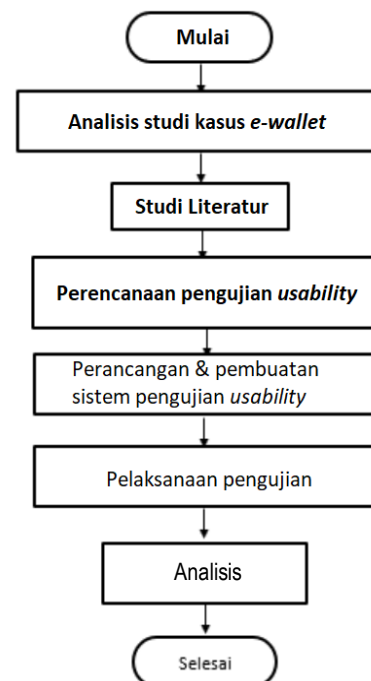 Mulai
Analisis studi kasus e-wallet
Studi Literatur
Perencanaan pengujian usability
Perancangan & pembuatan
sistem pengujian usability
Pelaksanaan pengujian
Analisis
Selesai